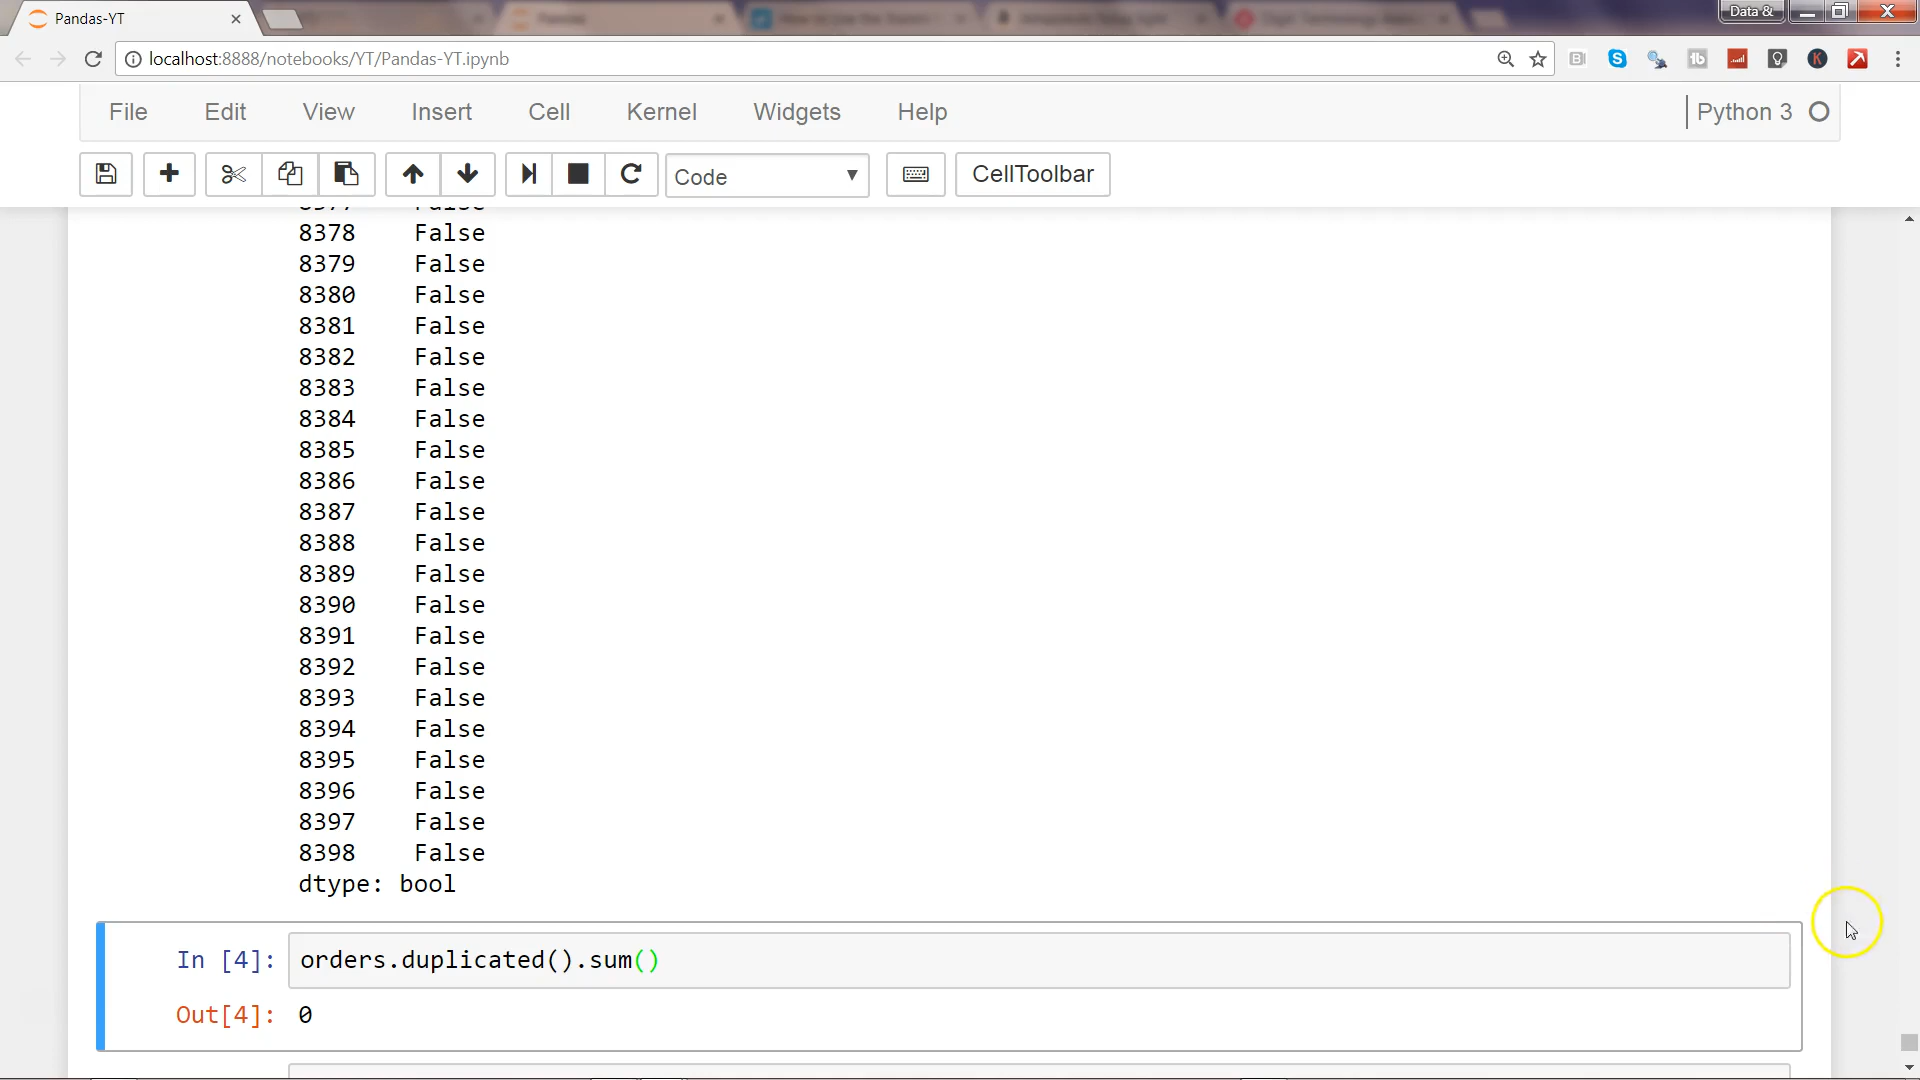 Pandas-YT
Data &
localhost:8888/notebooks/YT/Pandas-YT.ipynb
File Edit View Insert Cell Kernel Widgets Help Python 3
Code CellToolbar
8377 False
8378 False
8379 False
8380 False
8381 False
8382 False
8383 False
8384 False
8385 False
8386 False
8387 False
8388 False
8389 False
8390 False
8391 False
8392 False
8393 False
8394 False
8395 False
8396 False
8397 False
8398 False
dtype: bool
In [4]: orders.duplicated().sum()
Out[4]: 0